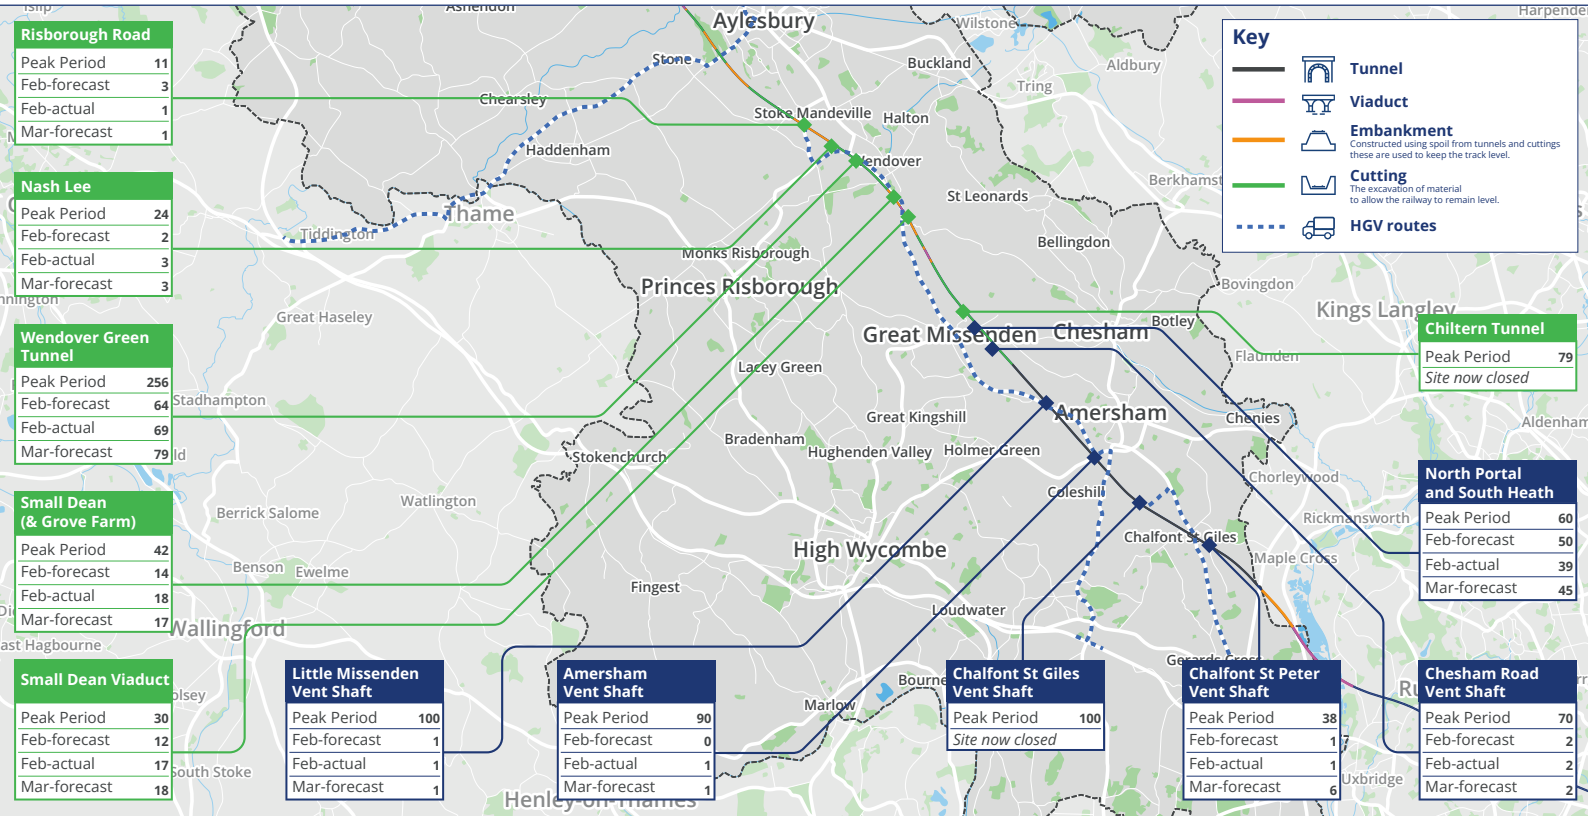 Risborough Road
Peak Period 11
Feb-forecast 3
Feb-actual 1
Mar-forecast 1
Nash Lee
Peak Period 24
Feb-forecast 2
Feb-actual 3
Mar-forecast 3
Wendover Green
Tunnel
Peak Period 256
Feb-forecast 64
Feb-actual 69
Mar-forecast 79
Small Dean
(& Grove Farm)
Peak Period 42
Feb-forecast 14
Feb-actual 18
Mar-forecast 17
Small Dean Viaduct
Peak Period 30
Feb-forecast 12
Feb-actual 17
Mar-forecast 18
Little Missenden
Vent Shaft
Peak Period 100
Feb-forecast 1
Feb-actual 1
Mar-forecast 1
Amersham
Vent Shaft
Peak Period 90
Feb-forecast 0
Feb-actual 1
Mar-forecast 1
Chalfont St Giles
Vent Shaft
Peak Period 100
Site now closed
Chalfont St Peter
Vent Shaft
Peak Period 38
Feb-forecast 1
Feb-actual 1
Mar-forecast 6
Chesham Road
Vent Shaft
Peak Period 70
Feb-forecast 2
Feb-actual 2
Mar-forecast 2
North Portal
and South Heath
Peak Period 60
Feb-forecast 50
Feb-actual 39
Mar-forecast 45
Chiltern Tunnel
Peak Period 79
Site now closed
Key
Tunnel
Viaduct
Embankment
Constructed using spoil from tunnels and cuttings
these are used to keep the track level.
Cutting
The excavation of material
to allow the railway to remain level.
HGV routes
Islip
Ashendon
Aylesbury
Wilstone
Harpenden
Stone
Buckland
Aldbury
Tring
Chearsley
Stoke Mandeville
Halton
Haddenham
Wendover
Berkhamst
St Leonards
Thame
Tiddington
Bellingdon
Monks Risborough
Princes Risborough
Bovingdon
Kings Langley
Great Haseley
Great Missenden
Chesham
Botley
Flaunden
Lacey Green
Stadhampton
Amersham
Great Kingshill
Chenies
Aldenham
Bradenham
Hughenden Valley
Holmer Green
Stokenchurch
Chorleywood
Watlington
Coleshill
Berrick Salome
Rickmansworth
Chalfont St Giles
High Wycombe
Maple Cross
Benson
Ewelme
Fingest
Loudwater
Wallingford
ast Hagbourne
Gerrards Cross
Bourne
olsey
Marlow
South Stoke
Uxbridge
Henley-on-Thames